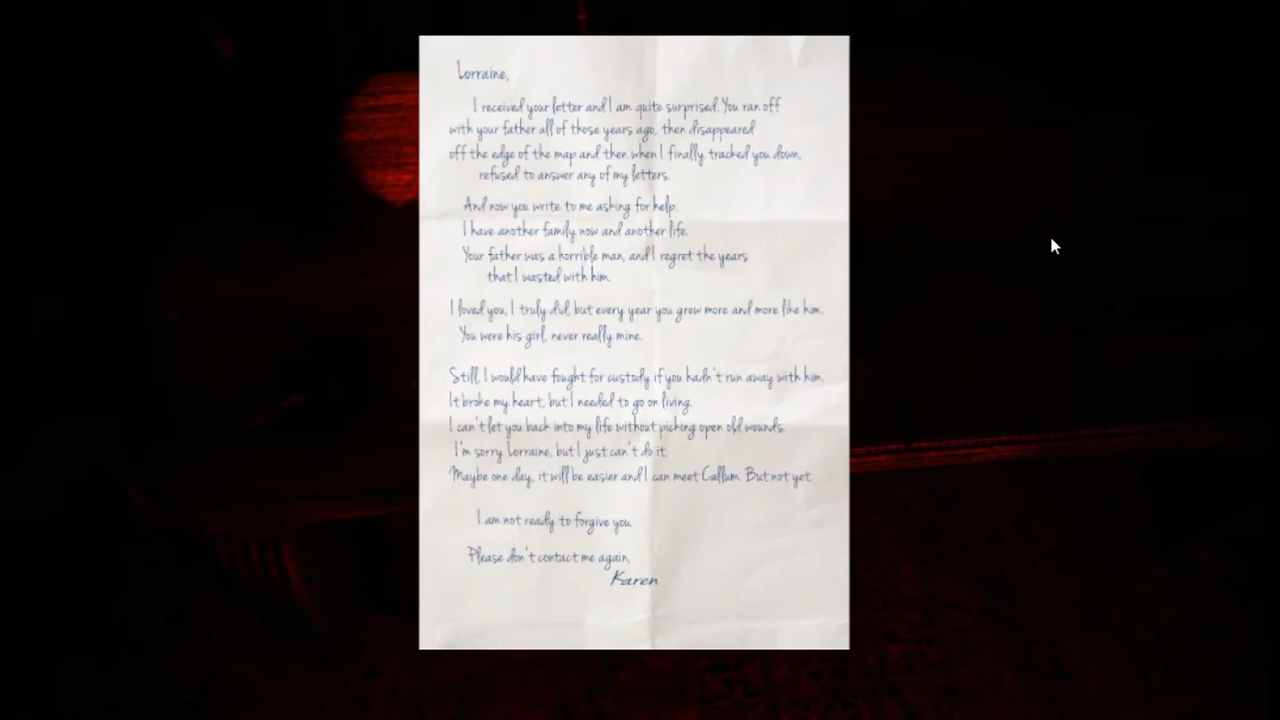 Lorraine,
I received your letter and I am quite surprised. You ran off
with your father all of those years ago, then disappeared
off the edge of the map and then when I finally tracked you down,
refused to answer any of my letters.
And now you write to me asking for help.
I have another family now and another life.
Your father was a horrible man, and I regret the years
that I wasted with him.
I loved you, I truly did, but every year you grew more and more like him.
You were his girl, never really mine.
Still, I would have fought for custody if you hadn't run away with him.
It broke my heart, but I needed to go on living.
I can't let you back into my life without picking open old wounds.
I'm sorry Lorraine, but I just can't do it.
Maybe one day, it will be easier and I can meet Callum. But not yet.
I am not ready to forgive you.
Please don't contact me again,
Karen